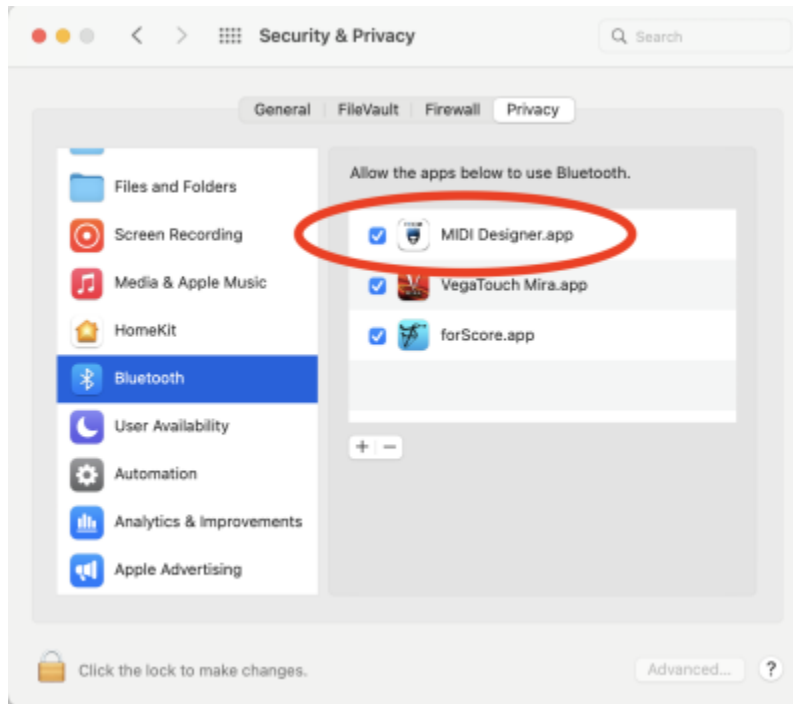 Security & Privacy
Search
General FileVault Firewall Privacy
Files and Folders
Screen Recording
Media & Apple Music
HomeKit
Bluetooth
User Availability
Automation
Analytics & Improvements
Apple Advertising
Allow the apps below to use Bluetooth.
MIDI Designer.app
VegaTouch Mira.app
forScore.app
+ −
Click the lock to make changes.
Advanced... ?